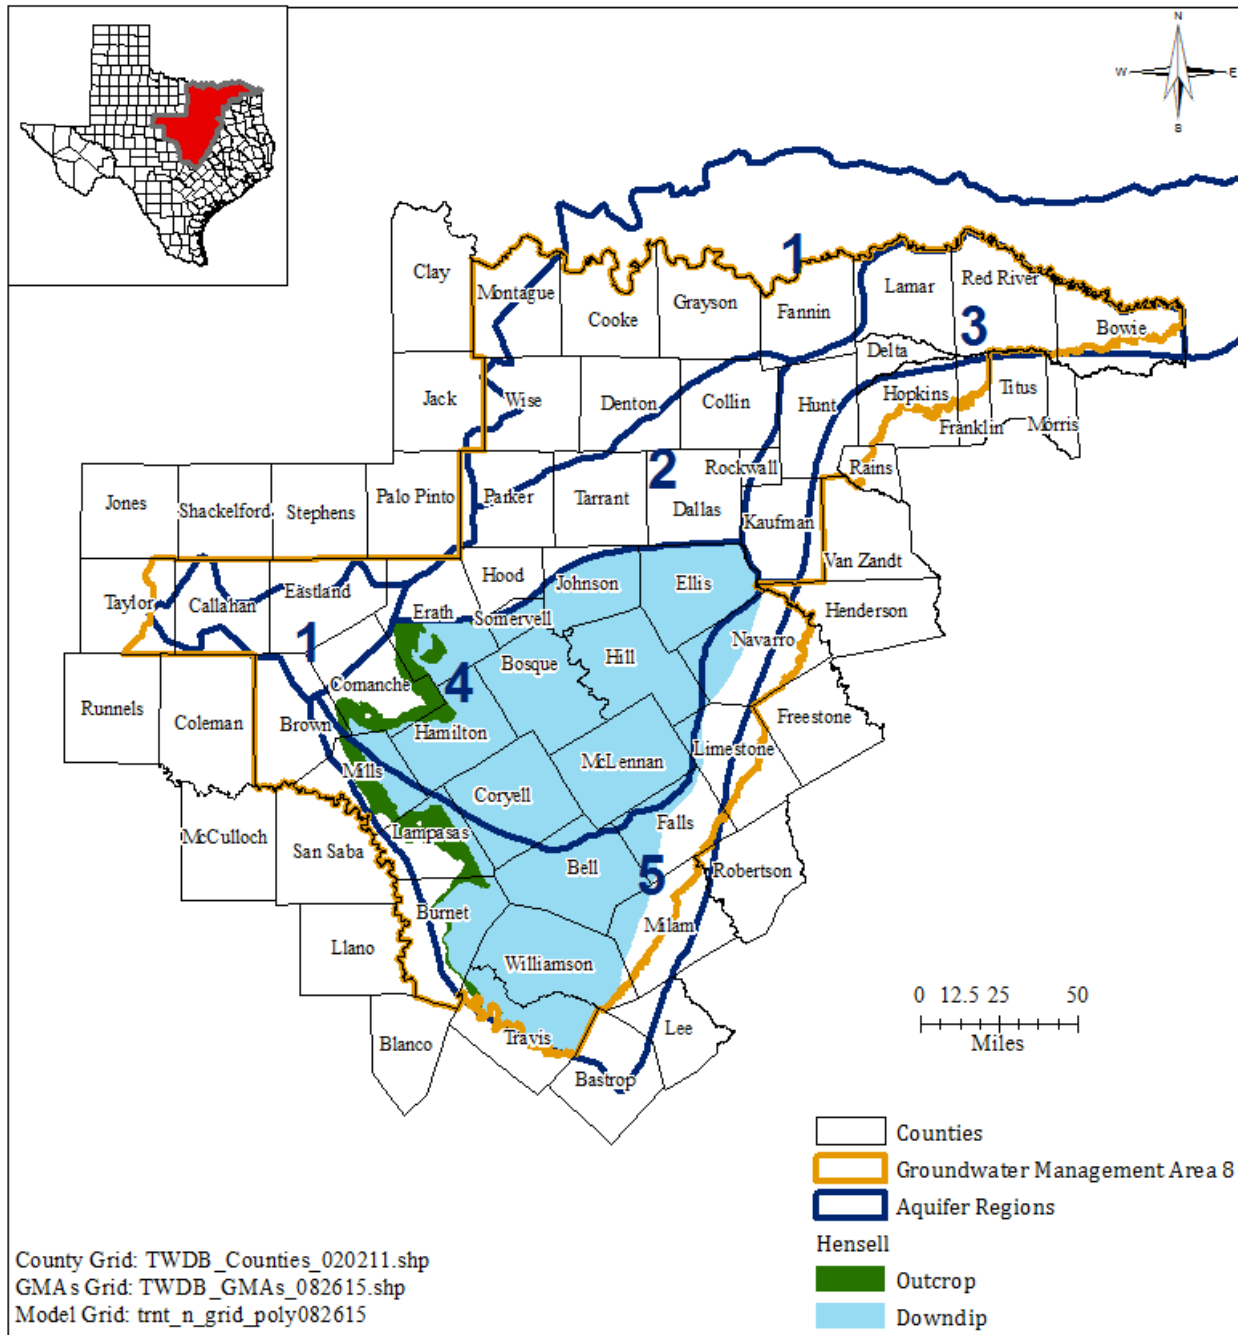 N
W E
S
1
Clay
Montague
Cooke
Grayson
Fannin
Lamar
Red River
3
Bowie
Delta
Jack
Wise
Denton
Collin
Hunt
Hopkins
Titus
Franklin
Morris
2
Rockwall
Rains
Jones
Shackelford
Stephens
Palo Pinto
Parker
Tarrant
Dallas
Kaufman
Van Zandt
Taylor
Callahan
Eastland
Hood
Johnson
Ellis
Erath
Somervell
Henderson
Navarro
1
Comanche
4
Bosque
Hill
Runnels
Coleman
Brown
Hamilton
Freestone
Limestone
Mills
McLennan
Coryell
McCulloch
San Saba
Lampasas
Falls
Bell
5
Robertson
Burnet
Milam
Llano
Williamson
Blanco
Travis
Lee
Bastrop
0 12.5 25 50
Miles
Counties
Groundwater Management Area 8
Aquifer Regions
Hensell
Outcrop
Downdip
County Grid: TWDB_Counties_020211.shp
GMAs Grid: TWDB_GMAs_082615.shp
Model Grid: trnt_n_grid_poly082615